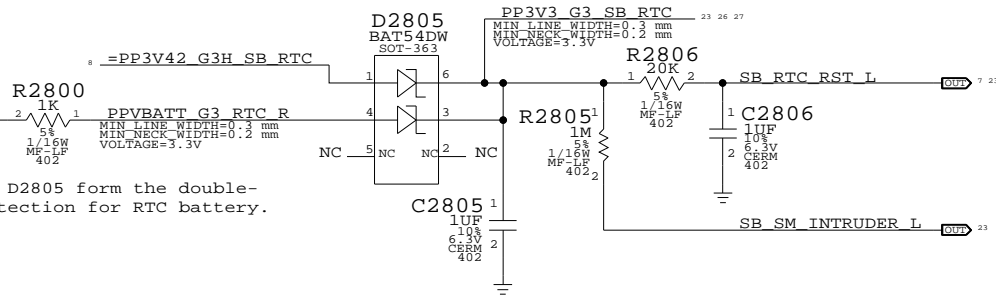 PP3V3_G3_SB_RTC 23 26 27
MIN_LINE_WIDTH=0.3 mm
MIN_NECK_WIDTH=0.2 mm
VOLTAGE=3.3V
D2805
BAT54DW
SOT-363
8 =PP3V42_G3H_SB_RTC
1 6
R2806
20K
1 2
5%
1/16W
MF-LF
402
SB_RTC_RST_L
OUT 7 23
R2800
1K
2 1
5%
1/16W
MF-LF
402
PPVBATT_G3_RTC_R
MIN_LINE_WIDTH=0.3 mm
MIN_NECK_WIDTH=0.2 mm
VOLTAGE=3.3V
4 3
NC 5 NC NC 2 NC
R2805
1
1M
5%
1/16W
MF-LF
402
2
C2806
1
1UF
10%
6.3V
CERM
402
2
D2805 form the double-
tection for RTC battery.
C2805
1
1UF
10%
6.3V
CERM
402
2
SB_SM_INTRUDER_L
OUT 23